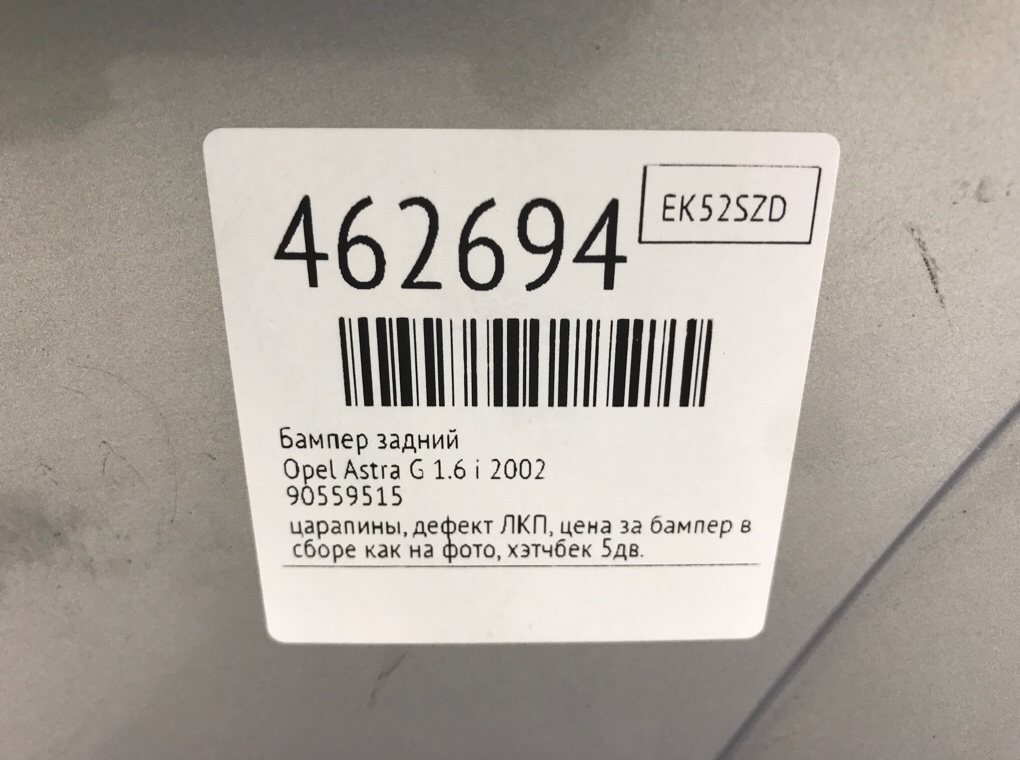 462694
EK52SZD
Бампер задний
Opel Astra G 1.6 i 2002
90559515
царапины, дефект ЛКП, цена за бампер в
сборе как на фото, хэтчбек 5дв.